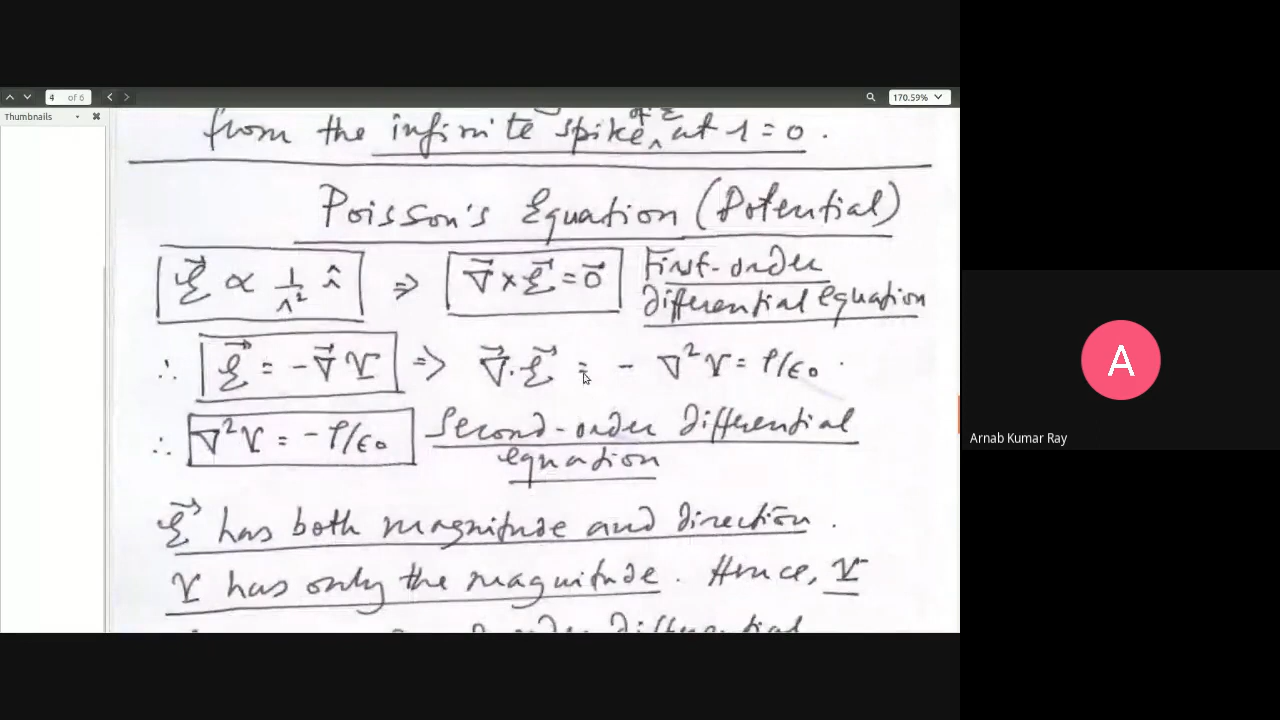 4 of 6
170.59%
Thumbnails
from the infinite spike of ξ at r = 0.
Poisson's Equation (Potential)
ξ⃗ ∝ 1/r² r̂ ⇒ ∇⃗ × ξ⃗ = 0⃗ First-order
differential equation
∴ ξ⃗ = -∇⃗V ⇒ ∇⃗·ξ⃗ = - ∇²V = ρ/ε₀.
∴ ∇²V = -ρ/ε₀ Second-order differential
equation
ξ⃗ has both magnitude and direction.
V has only the magnitude. Hence, V
A
Arnab Kumar Ray